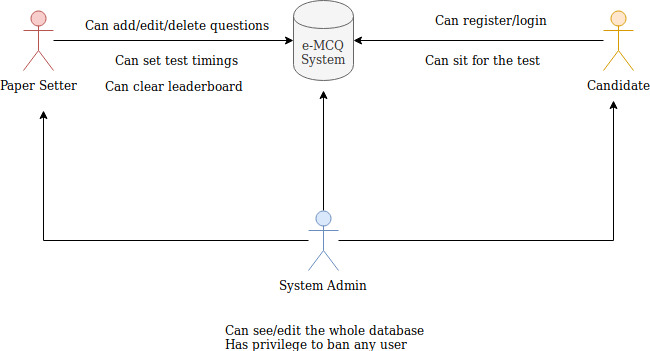 Can add/edit/delete questions
Can register/login
e-MCQ
System
Can set test timings
Can sit for the test
Paper Setter
Can clear leaderboard
Candidate
System Admin
Can see/edit the whole database
Has privilege to ban any user